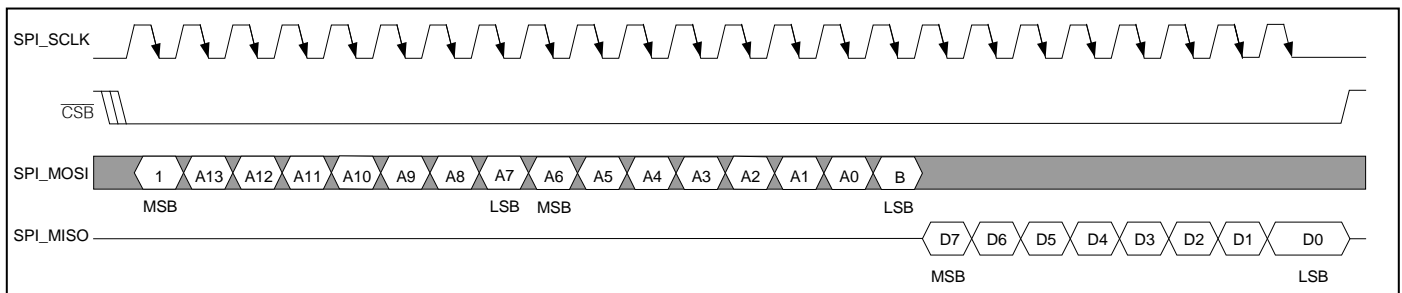 SPI_SCLK
CSB
SPI_MOSI 1 A13 A12 A11 A10 A9 A8 A7 A6 A5 A4 A3 A2 A1 A0 B
MSB LSB MSB LSB
SPI_MISO D7 D6 D5 D4 D3 D2 D1 D0
MSB LSB